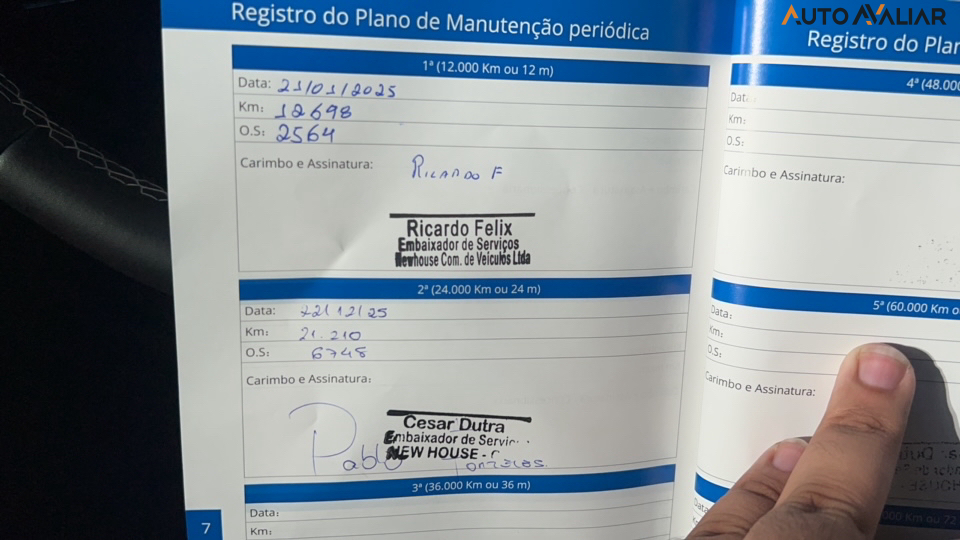 AUTO AVALIAR
Registro do Plano de Manutenção periódica
1ª (12.000 Km ou 12 m)
Data: 21/01/2025
Km: 12698
O.S: 2564
Carimbo e Assinatura:
Ricardo F
Ricardo Felix
Embaixador de Serviços
Newhouse Com. de Veículos Ltda
2ª (24.000 Km ou 24 m)
Data: 22/12/25
Km: 21.210
O.S: 6748
Carimbo e Assinatura:
Cesar Dutra
Embaixador de
NEW HOUSE -
Pablo
3ª (36.000 Km ou 36 m)
Data:
Km:
7
Registro do
4ª (48.000
Data:
Km:
O.S:
Carimbo e Assinatura:
5ª (60.000 Km
Data:
Km:
O.S:
Carimbo e Assinatura: